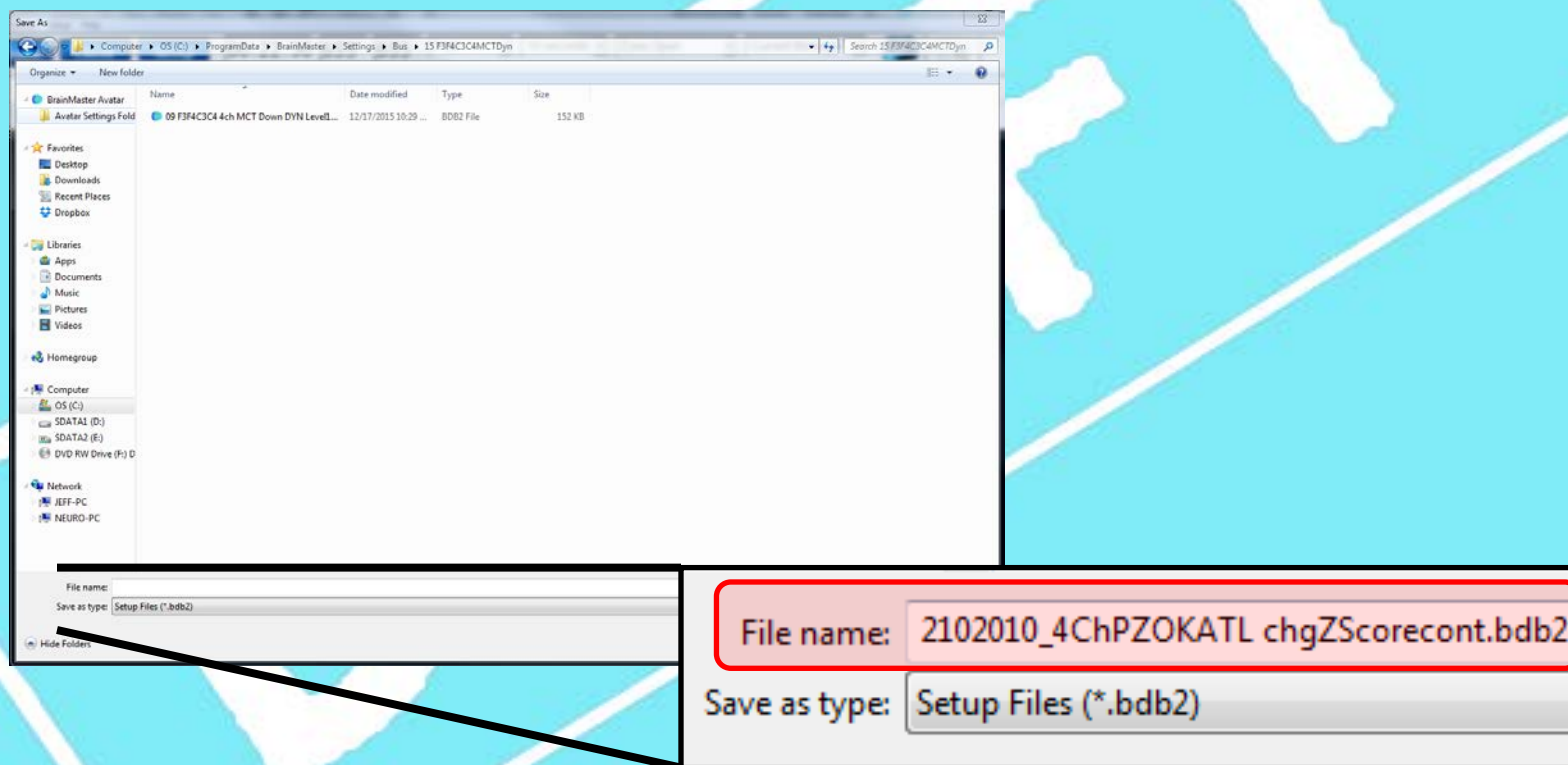 Save As
Computer ▸ OS (C:) ▸ ProgramData ▸ BrainMaster ▸ Settings ▸ Bus ▸ 15 F3F4C3C4MCTDyn
Search 15 F3F4C3C4MCTDyn
Organize New folder
Name Date modified Type Size
BrainMaster Avatar
Avatar Settings Fold
09 F3F4C3C4 4ch MCT Down DYN Level1... 12/17/2015 10:29 ... BDB2 File 152 KB
Favorites
Desktop
Downloads
Recent Places
Dropbox
Libraries
Apps
Documents
Music
Pictures
Videos
Homegroup
Computer
OS (C:)
SDATA1 (D:)
SDATA2 (E:)
DVD RW Drive (F:) D
Network
JEFF-PC
NEURO-PC
File name:
Save as type: Setup Files (*.bdb2)
Hide Folders
File name: 2102010_4ChPZOKATL chgZScorecont.bdb2
Save as type: Setup Files (*.bdb2)